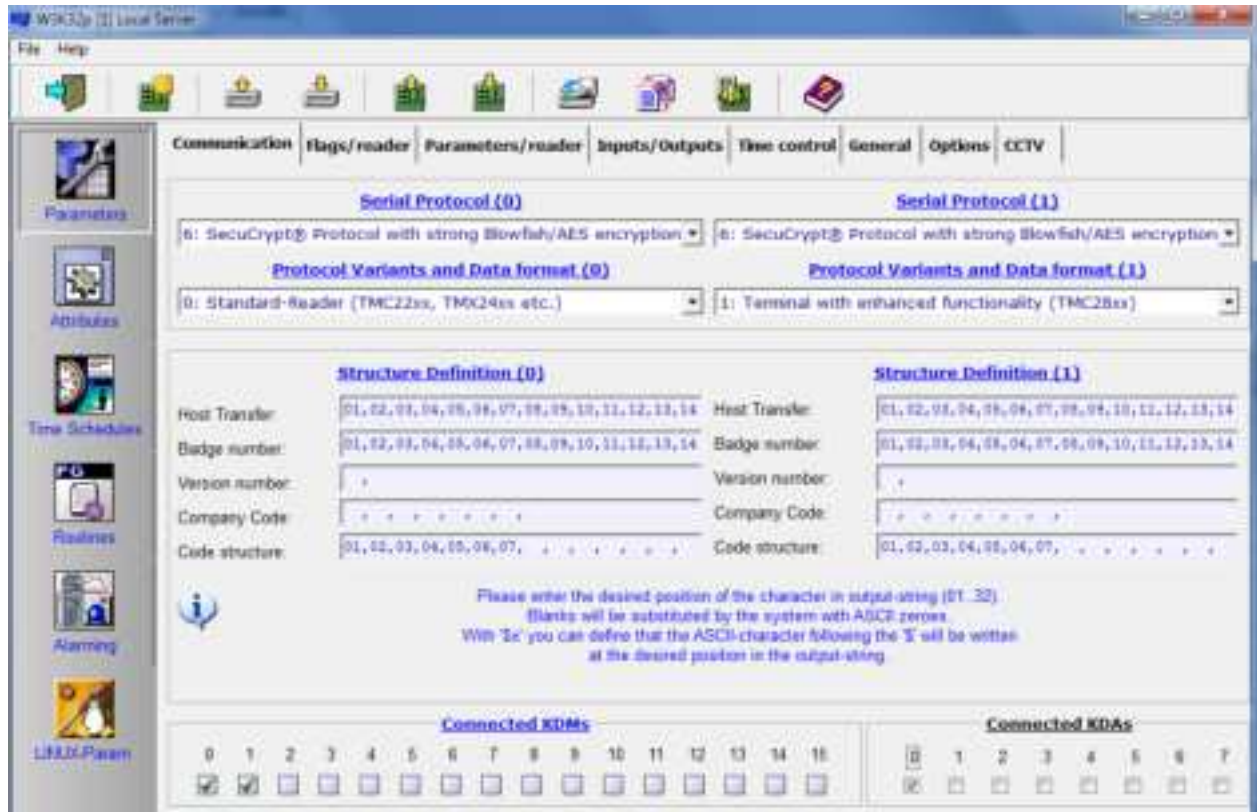 WSK32p (1) Local Server
File Help
Communication Flags/reader Parameters/reader Inputs/Outputs Time control General Options CCTV
Parameters
Attributes
Time Schedules
PG
Routines
Alarming
LINUX-Param
Serial Protocol (0) Serial Protocol (1)
6: SecuCrypt® Protocol with strong Blowfish/AES encryption 6: SecuCrypt® Protocol with strong Blowfish/AES encryption
Protocol Variants and Data format (0) Protocol Variants and Data format (1)
0: Standard-Reader (TMC22xx, TMX24xx etc.) 1: Terminal with enhanced functionality (TMC28xx)
Structure Definition (0) Structure Definition (1)
Host Transfer: 01,02,03,04,05,06,07,08,09,10,11,12,13,14 Host Transfer: 01,02,03,04,05,06,07,08,09,10,11,12,13,14
Badge number: 01,02,03,04,05,06,07,08,09,10,11,12,13,14 Badge number: 01,02,03,04,05,06,07,08,09,10,11,12,13,14
Version number: , Version number: ,
Company Code: , , , , , , , Company Code: , , , , , , ,
Code structure: 01,02,03,04,05,06,07, , , , , , , Code structure: 01,02,03,04,05,06,07, , , , , , ,
Please enter the desired position of the character in output-string (01..32)
Blanks will be substituted by the system with ASCII zeroes.
With '$x' you can define that the ASCII-character following the '$' will be written
at the desired position in the output-string.
Connected KDMs Connected KDAs
0 1 2 3 4 5 6 7 8 9 10 11 12 13 14 15 0 1 2 3 4 5 6 7